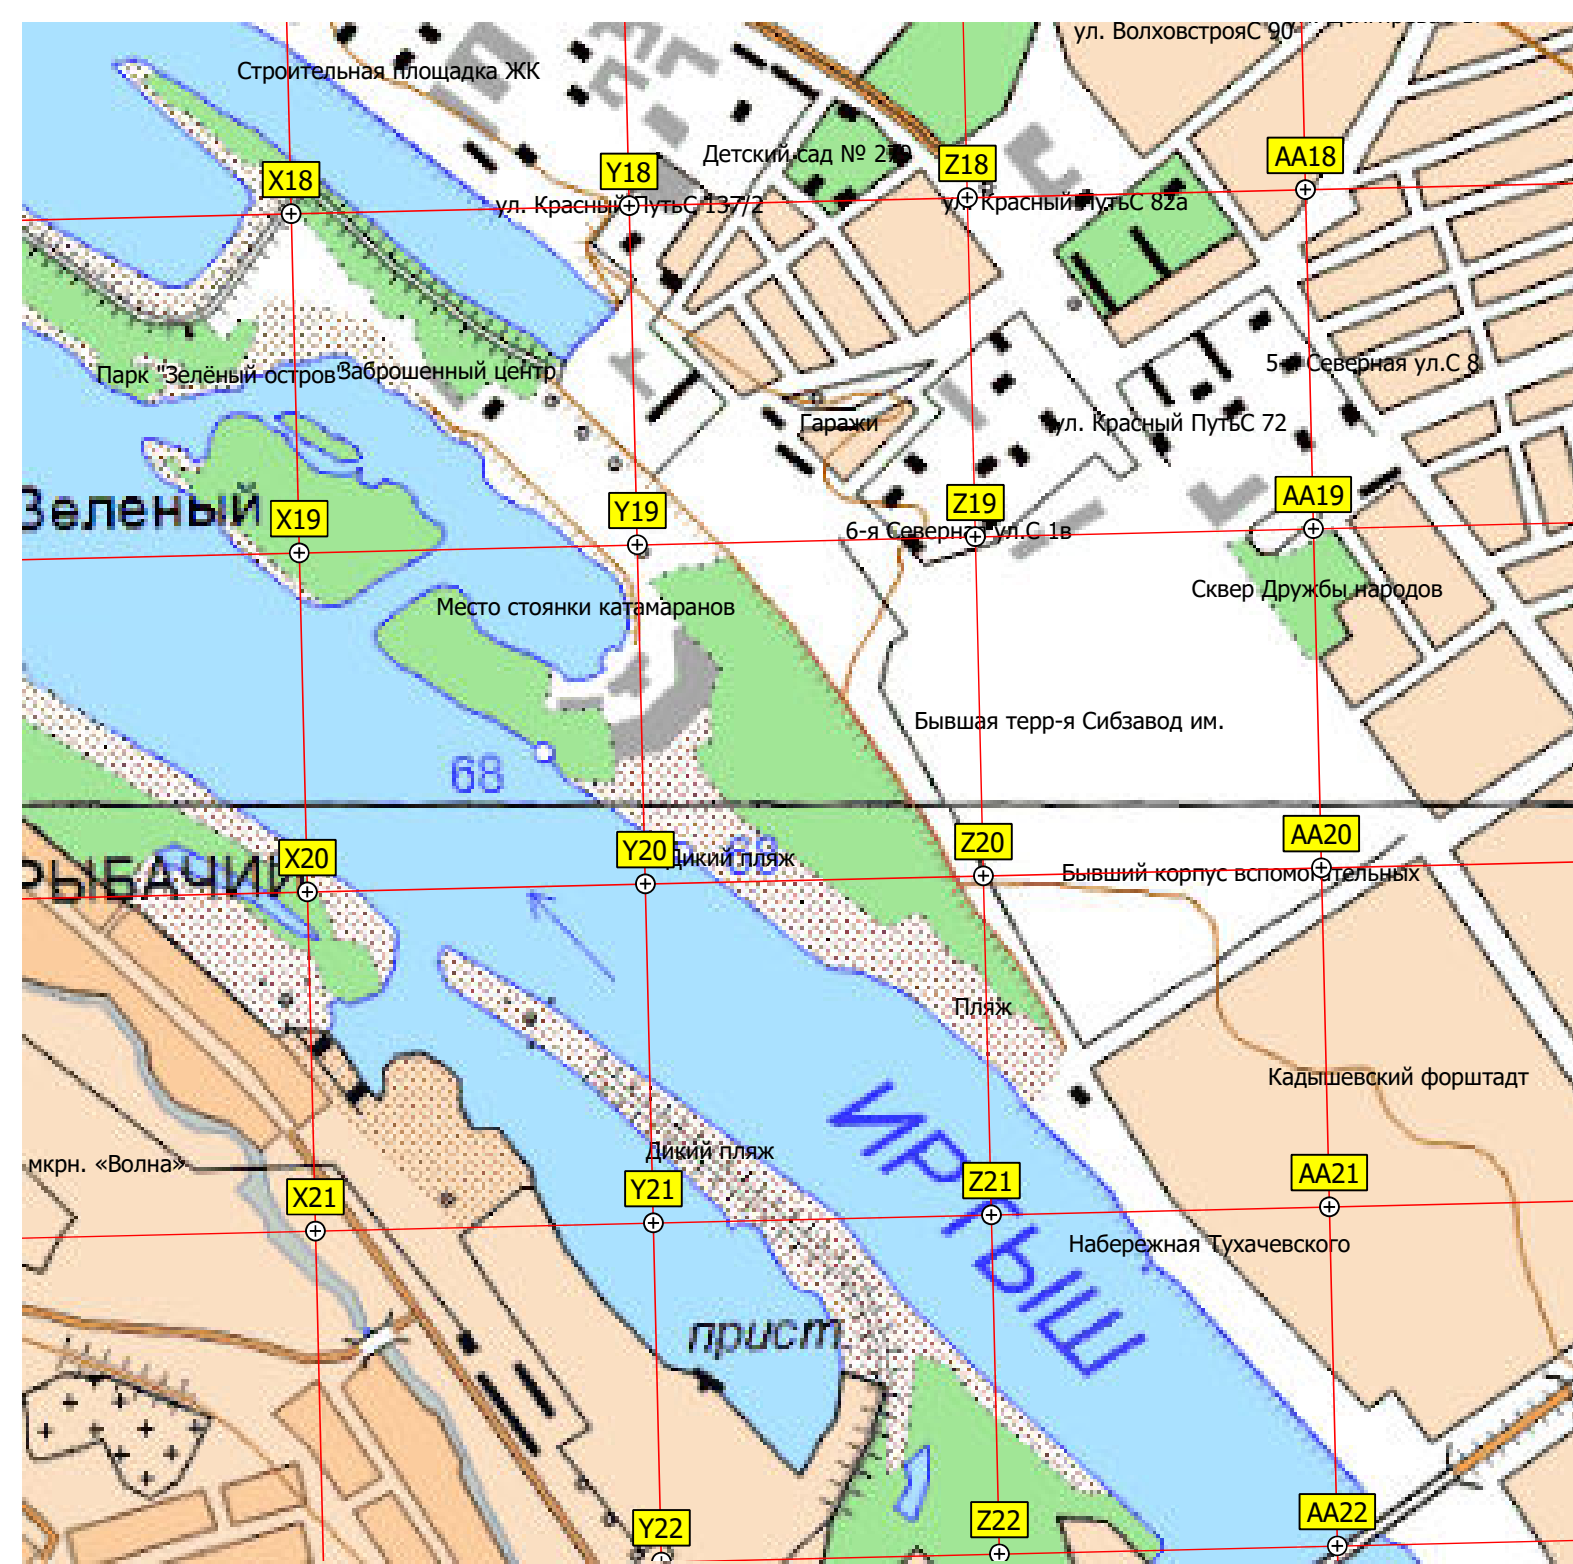 ул. ВолховстрояС 90
Строительная площадка ЖК
Детский сад №
X18
Y18
Z18
AA18
ул. Красный ПутьС 137/2
ул. Красный ПутьС 82а
Парк "Зелёный остров"
Заброшенный центр
5-я Северная ул.С 8
Гаражи
ул. Красный ПутьС 72
Зеленый
X19
Y19
Z19
AA19
6-я Северная ул.С 1в
Место стоянки катамаранов
Сквер Дружбы народов
Бывшая терр-я Сибзавод им.
68
X20
Y20
Z20
AA20
Дикий пляж
68
Бывший корпус вспомогательных
РЫБАЧИЙ
Пляж
Кадышевский форштадт
Дикий пляж
мкрн. «Волна»
X21
Y21
Z21
AA21
ИРТЫШ
Набережная Тухачевского
прист
Y22
Z22
AA22